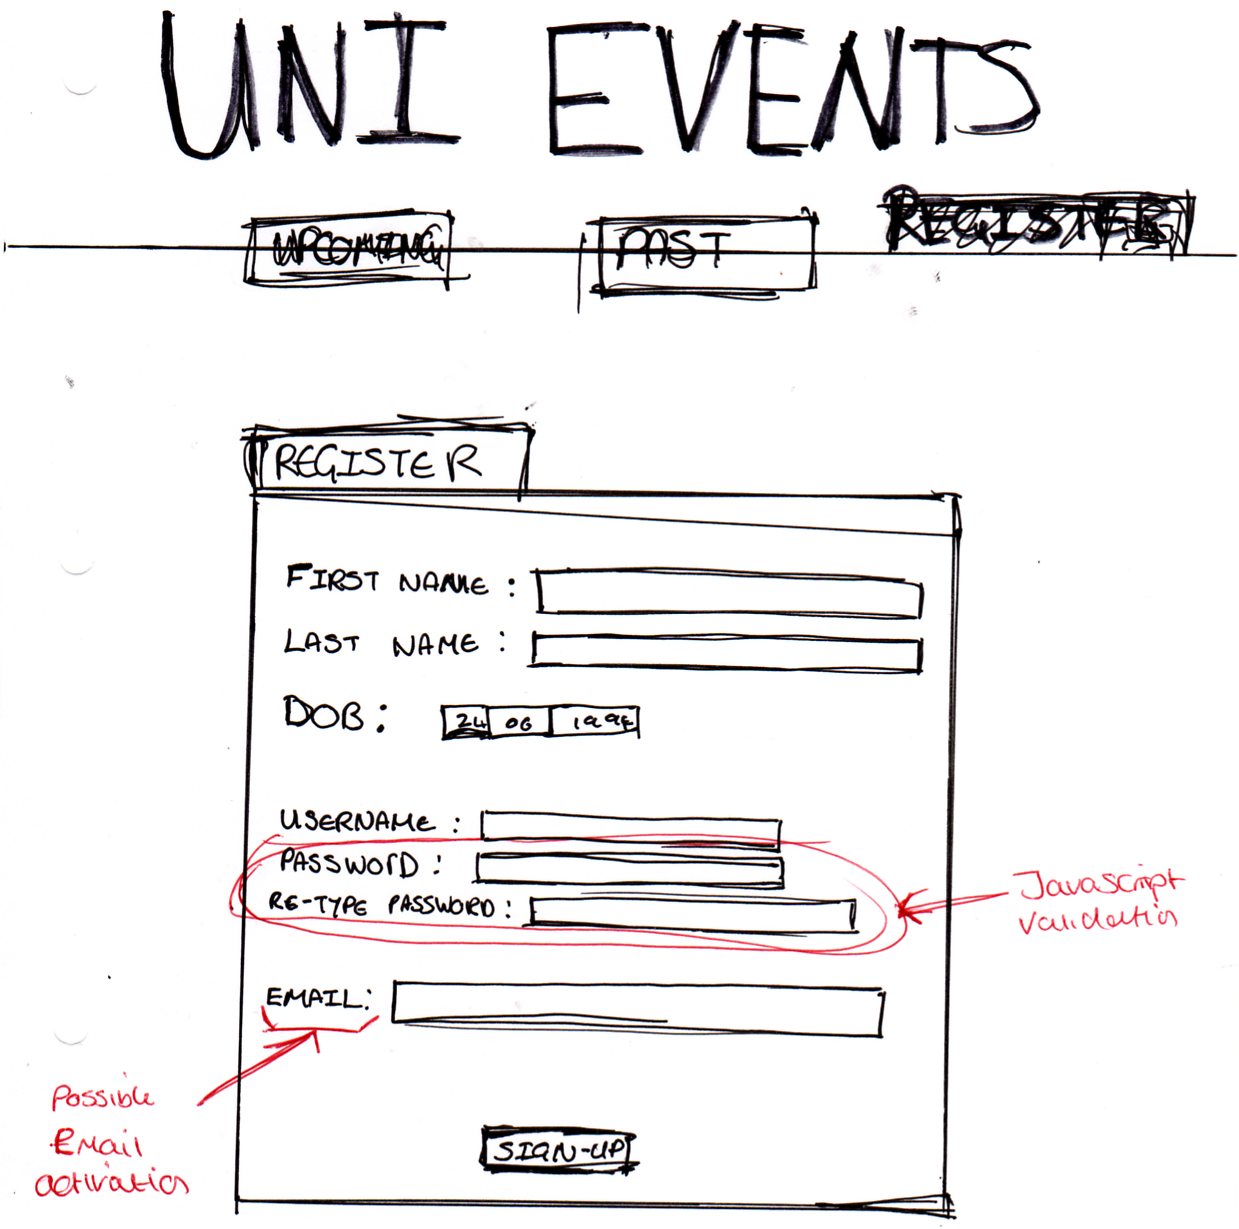 UNI EVENTS
UPCOMING PAST REGISTER
REGISTER
FIRST NAME :
LAST NAME :
DOB : 24 06 1994
USERNAME :
PASSWORD :
RE-TYPE PASSWORD :
Javascript
validation
EMAIL :
Possible
Email
activation
SIGN-UP